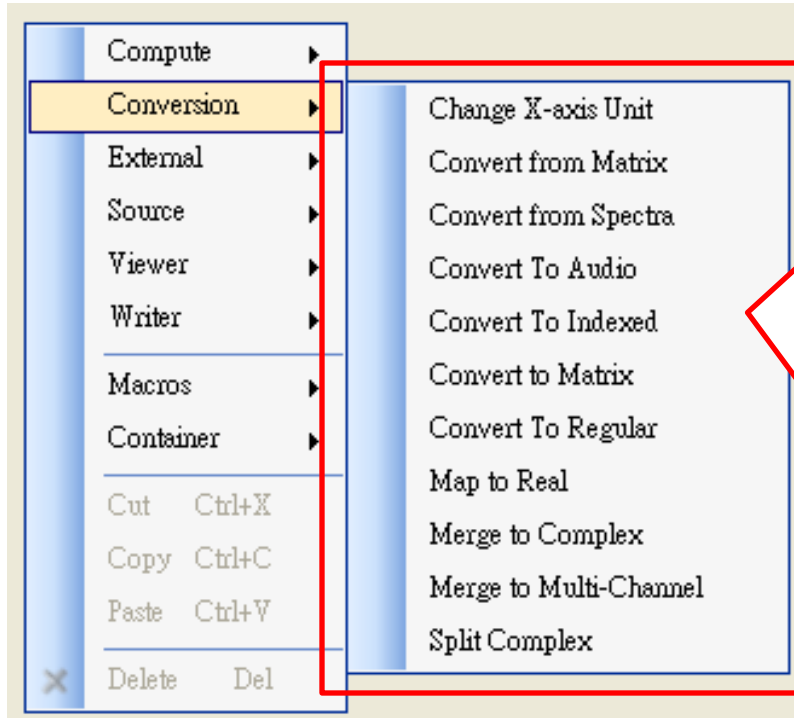 Compute
Conversion
External
Source
Viewer
Writer
Macros
Container
Cut Ctrl+X
Copy Ctrl+C
Paste Ctrl+V
Delete Del
Change X-axis Unit
Convert from Matrix
Convert from Spectra
Convert To Audio
Convert To Indexed
Convert to Matrix
Convert To Regular
Map to Real
Merge to Complex
Merge to Multi-Channel
Split Complex